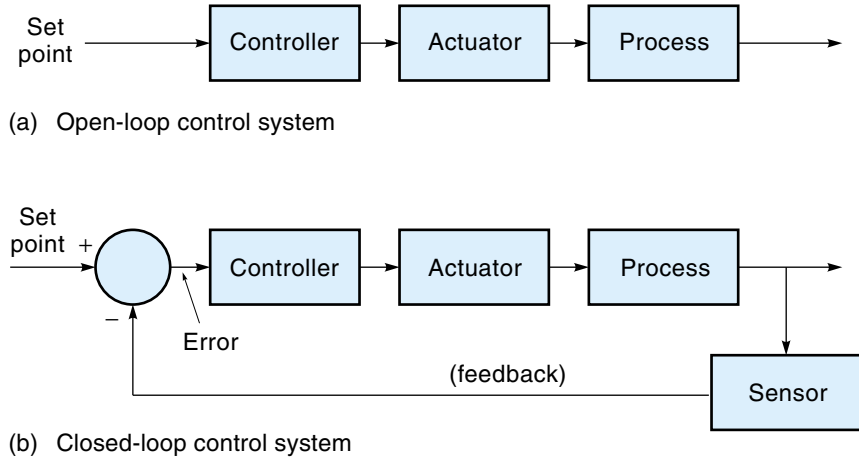 Set
point
Controller
Actuator
Process
(a) Open-loop control system
Set
point
+
Controller
Actuator
Process
−
Error
(feedback)
Sensor
(b) Closed-loop control system